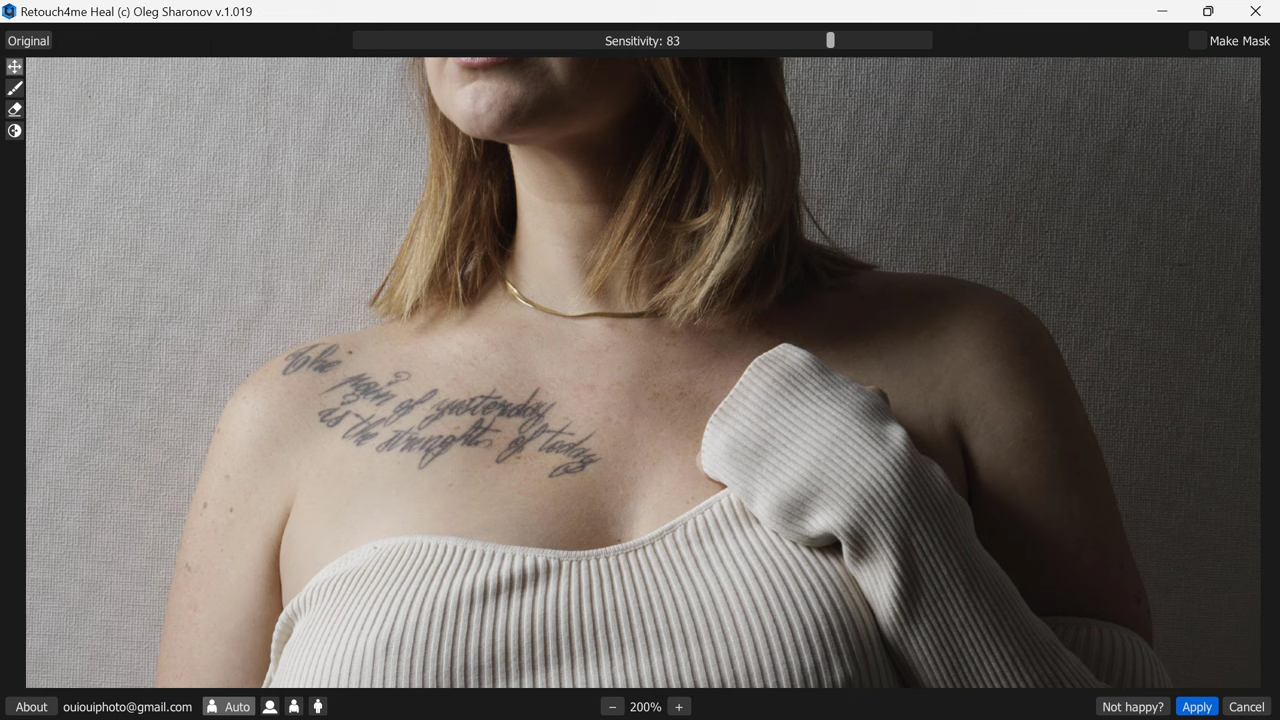 Retouch4me Heal (c) Oleg Sharonov v.1.019
Original
Sensitivity: 83
Make Mask
The
pain of yesterday
is the strenght of today
About
ouiouiphoto@gmail.com
Auto
200%
Not happy?
Apply
Cancel